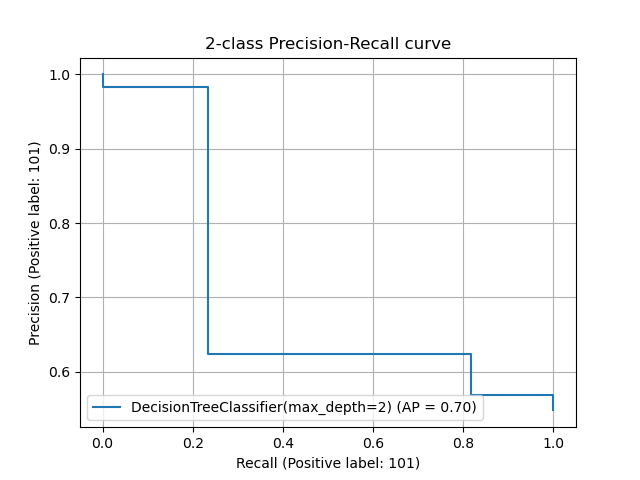 2-class Precision-Recall curve
Precision (Positive label: 101)
1.0
0.9
0.8
0.7
0.6
DecisionTreeClassifier(max_depth=2) (AP = 0.70)
0.0 0.2 0.4 0.6 0.8 1.0
Recall (Positive label: 101)